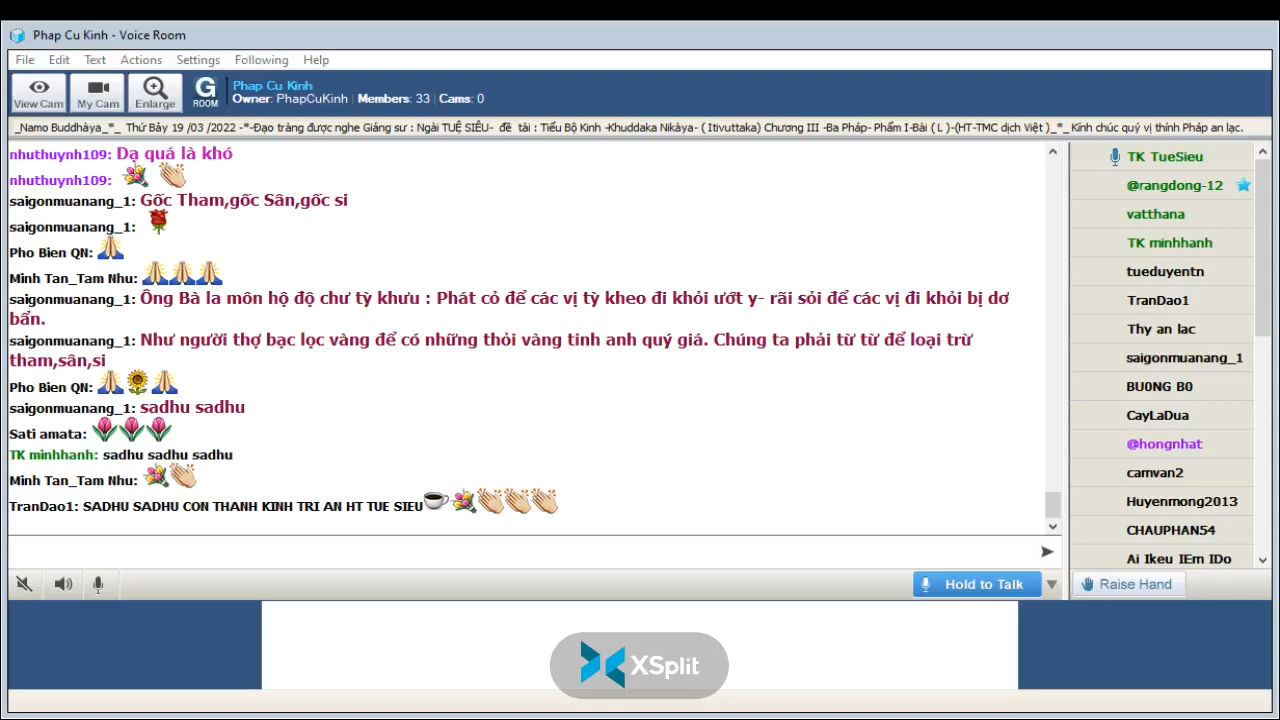 Phap Cu Kinh - Voice Room
File Edit Text Actions Settings Following Help
View Cam My Cam Enlarge G ROOM
Phap Cu Kinh
Owner: PhapCuKinh | Members: 33 | Cams: 0
_Namo Buddhàya_*_ Thứ Bảy 19 /03 /2022 -*-Đạo tràng được nghe Giảng sư : Ngài TUỆ SIÊU- đề tài : Tiểu Bộ Kinh -Khuddaka Nikàya- ( Itivuttaka) Chương III -Ba Pháp- Phẩm I-Bài ( L )-(HT-TMC dịch Việt )_*_ Kính chúc quý vị thính Pháp an lạc.
nhuthuynh109: Dạ quá là khó
nhuthuynh109:
saigonmuanang_1: Gốc Tham,gốc Sân,gốc si
saigonmuanang_1:
Pho Bien QN:
Minh Tan_Tam Nhu:
saigonmuanang_1: Ông Bà la môn hộ độ chư tỳ khưu : Phát cỏ để các vị tỳ kheo đi khỏi ướt y- rãi sỏi để các vị đi khỏi bị dơ
bẩn.
saigonmuanang_1: Như người thợ bạc lọc vàng để có những thỏi vàng tinh anh quý giá. Chúng ta phải từ từ để loại trừ
tham,sân,si
Pho Bien QN:
saigonmuanang_1: sadhu sadhu
Sati amata:
TK minhhanh: sadhu sadhu sadhu
Minh Tan_Tam Nhu:
TranDao1: SADHU SADHU CON THANH KINH TRI AN HT TUE SIEU
TK TueSieu
@rangdong-12
vatthana
TK minhhanh
tueduyentn
TranDao1
Thy an lac
saigonmuanang_1
BU0NG B0
CayLaDua
@hongnhat
camvan2
Huyenmong2013
CHAUPHAN54
Ai Ikeu IEm IDo
Hold to Talk
Raise Hand
XSplit